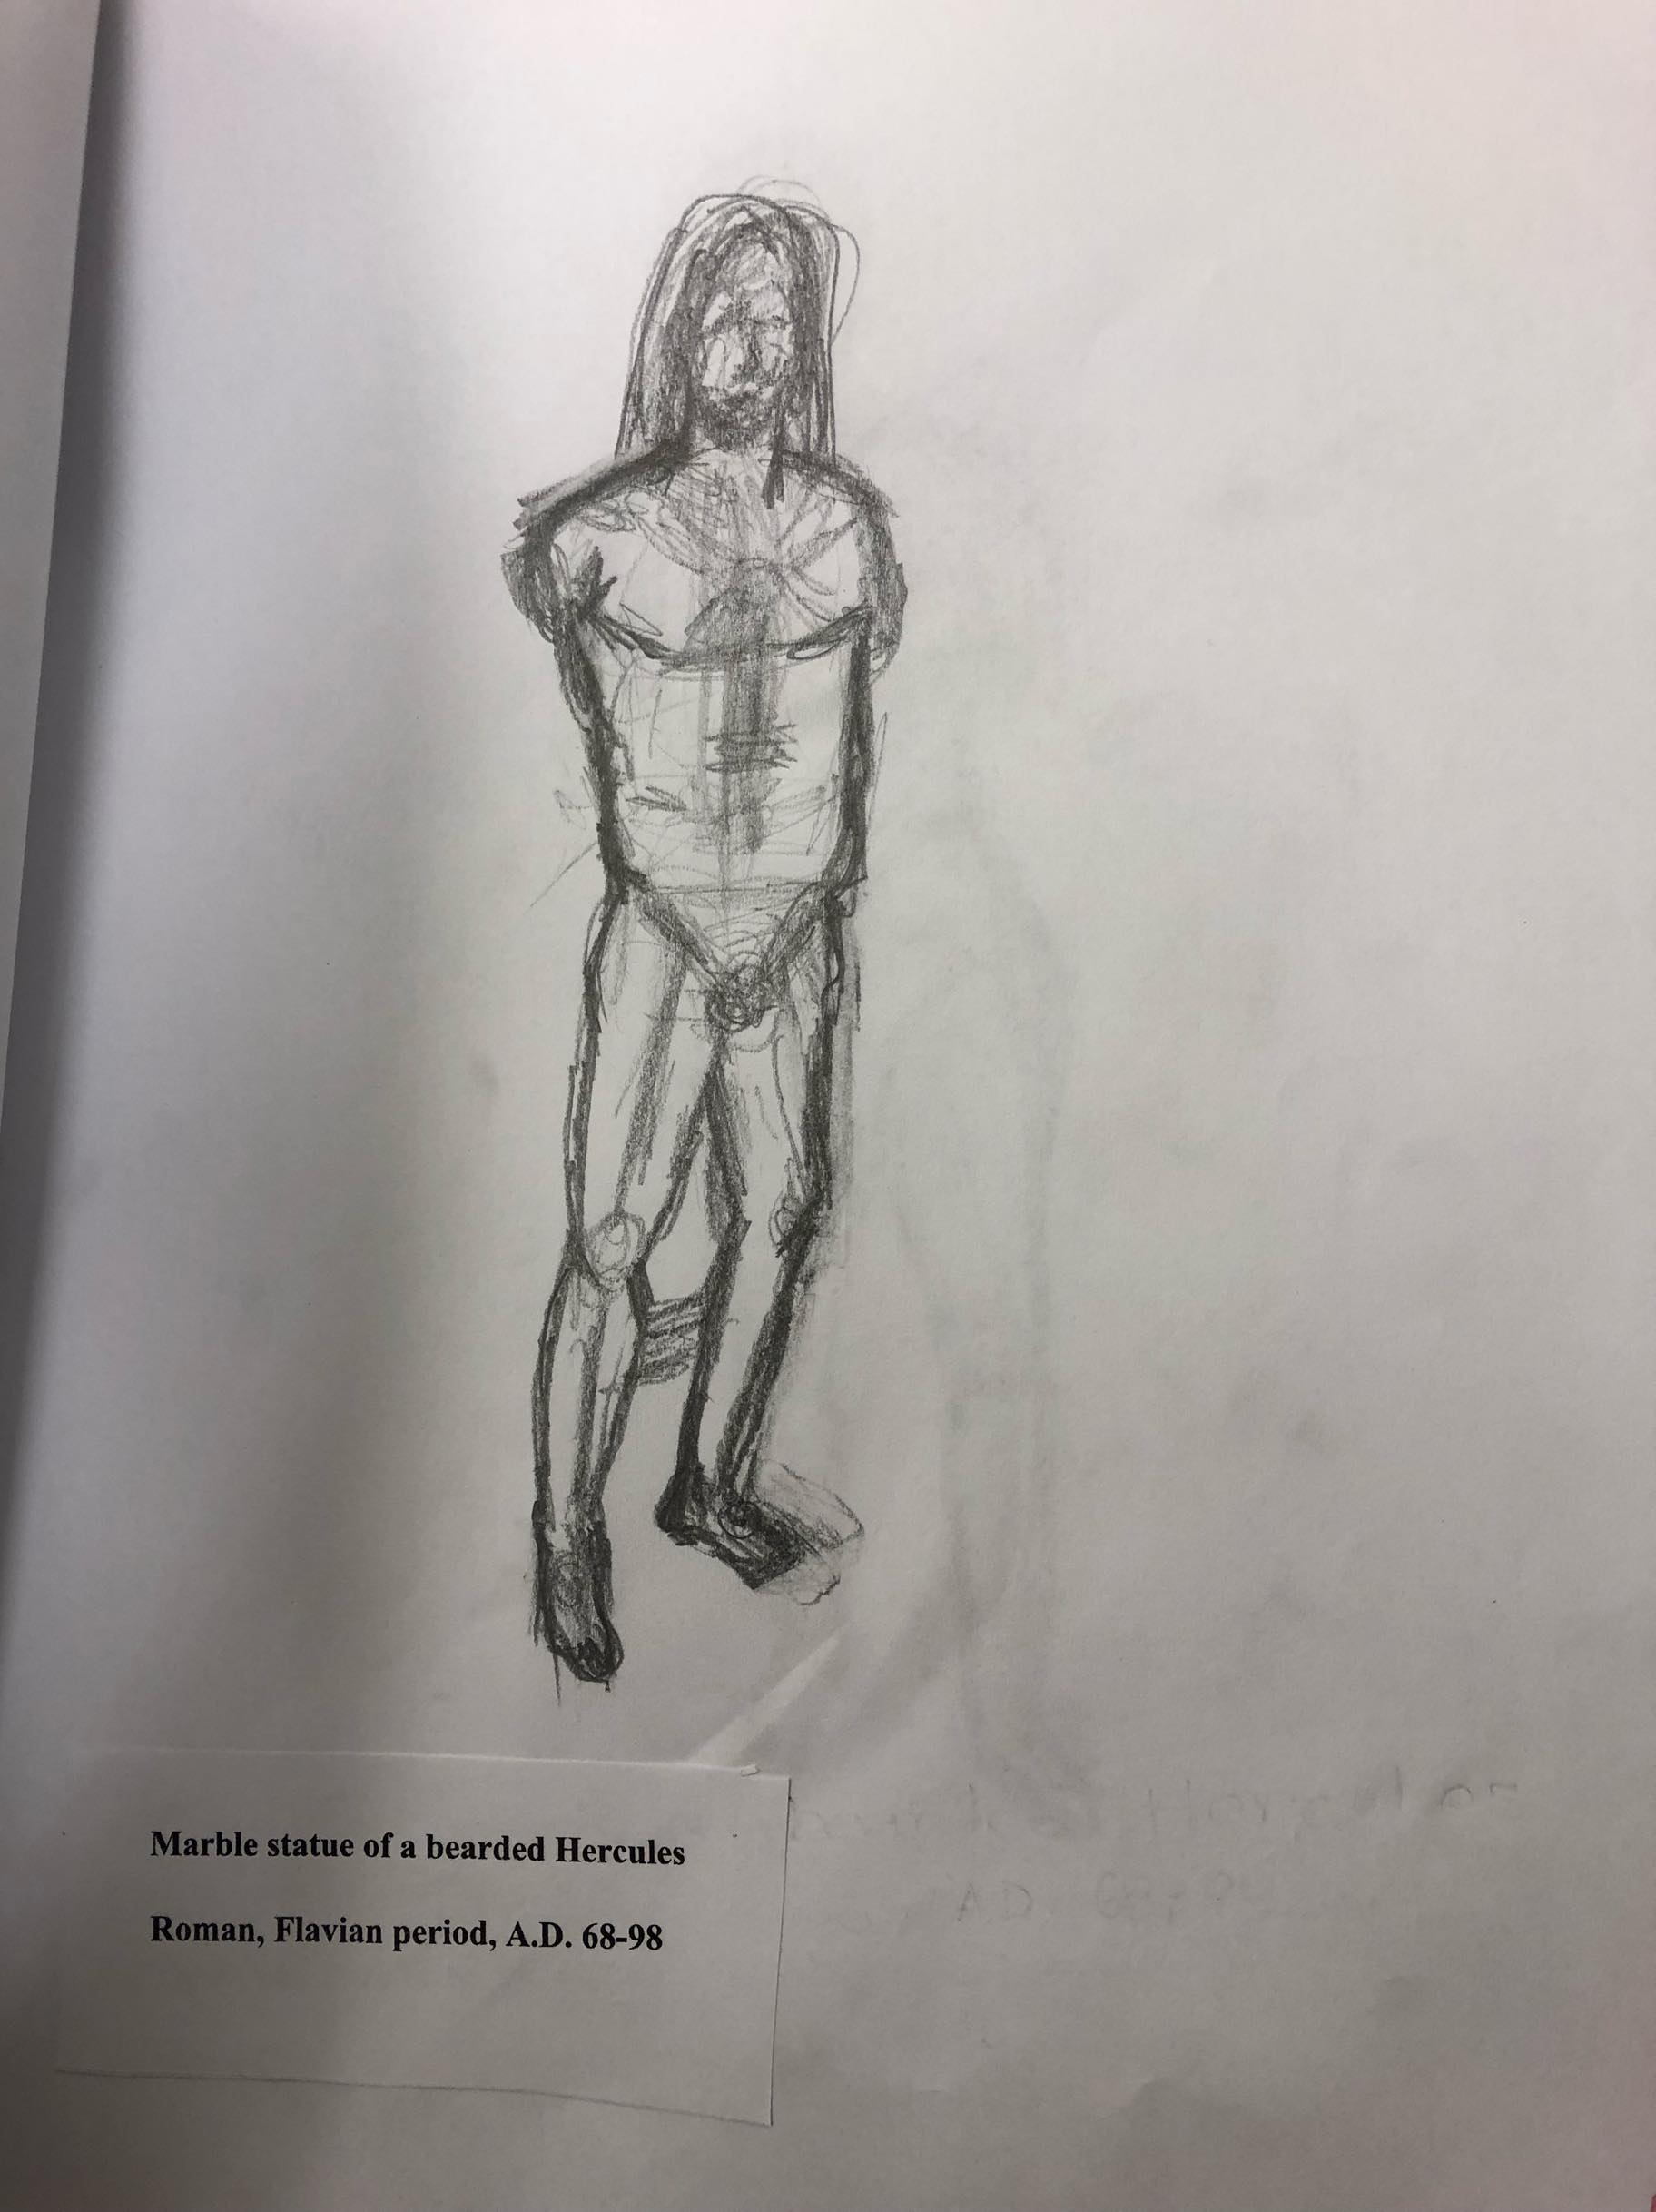 Marble statue of a bearded Hercules
Roman, Flavian period, A.D. 68-98